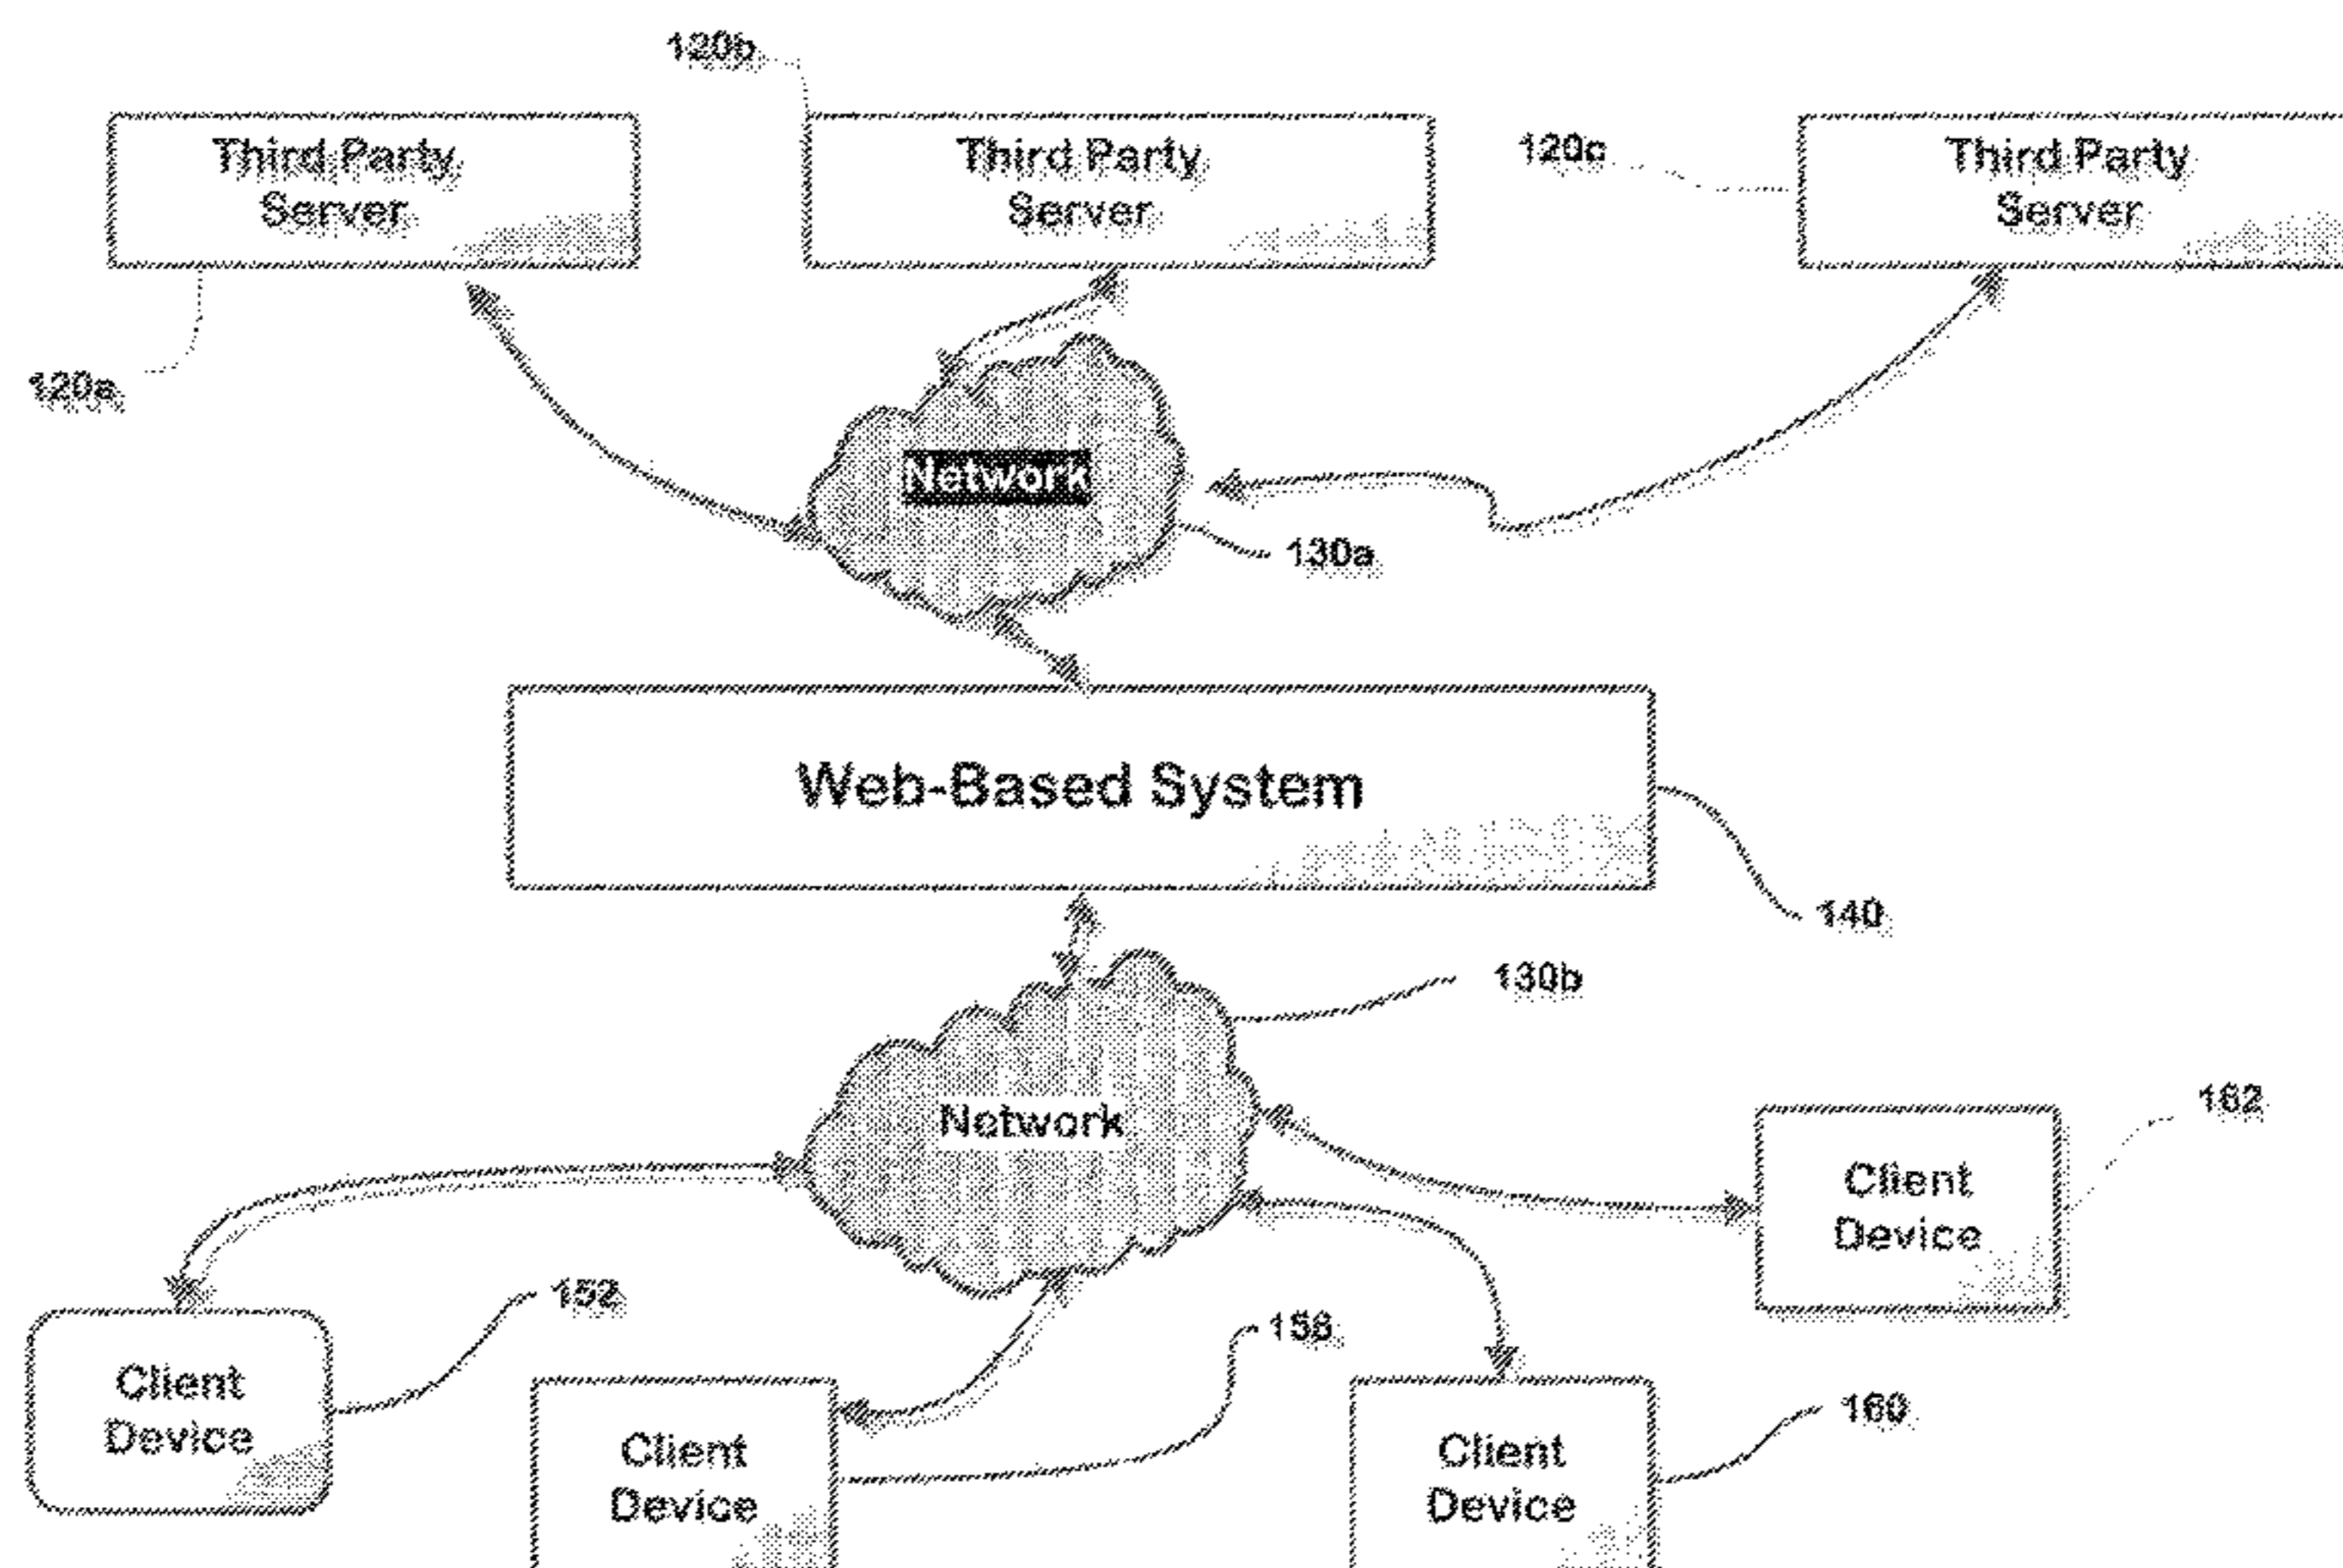 120b
Third Party
Server
Third Party
Server
120c
Third Party
Server
120a
Network
130a
Web-Based System
140
130b
Network
162
Client
Device
152
158
Client
Device
Client
Device
Client
Device
160